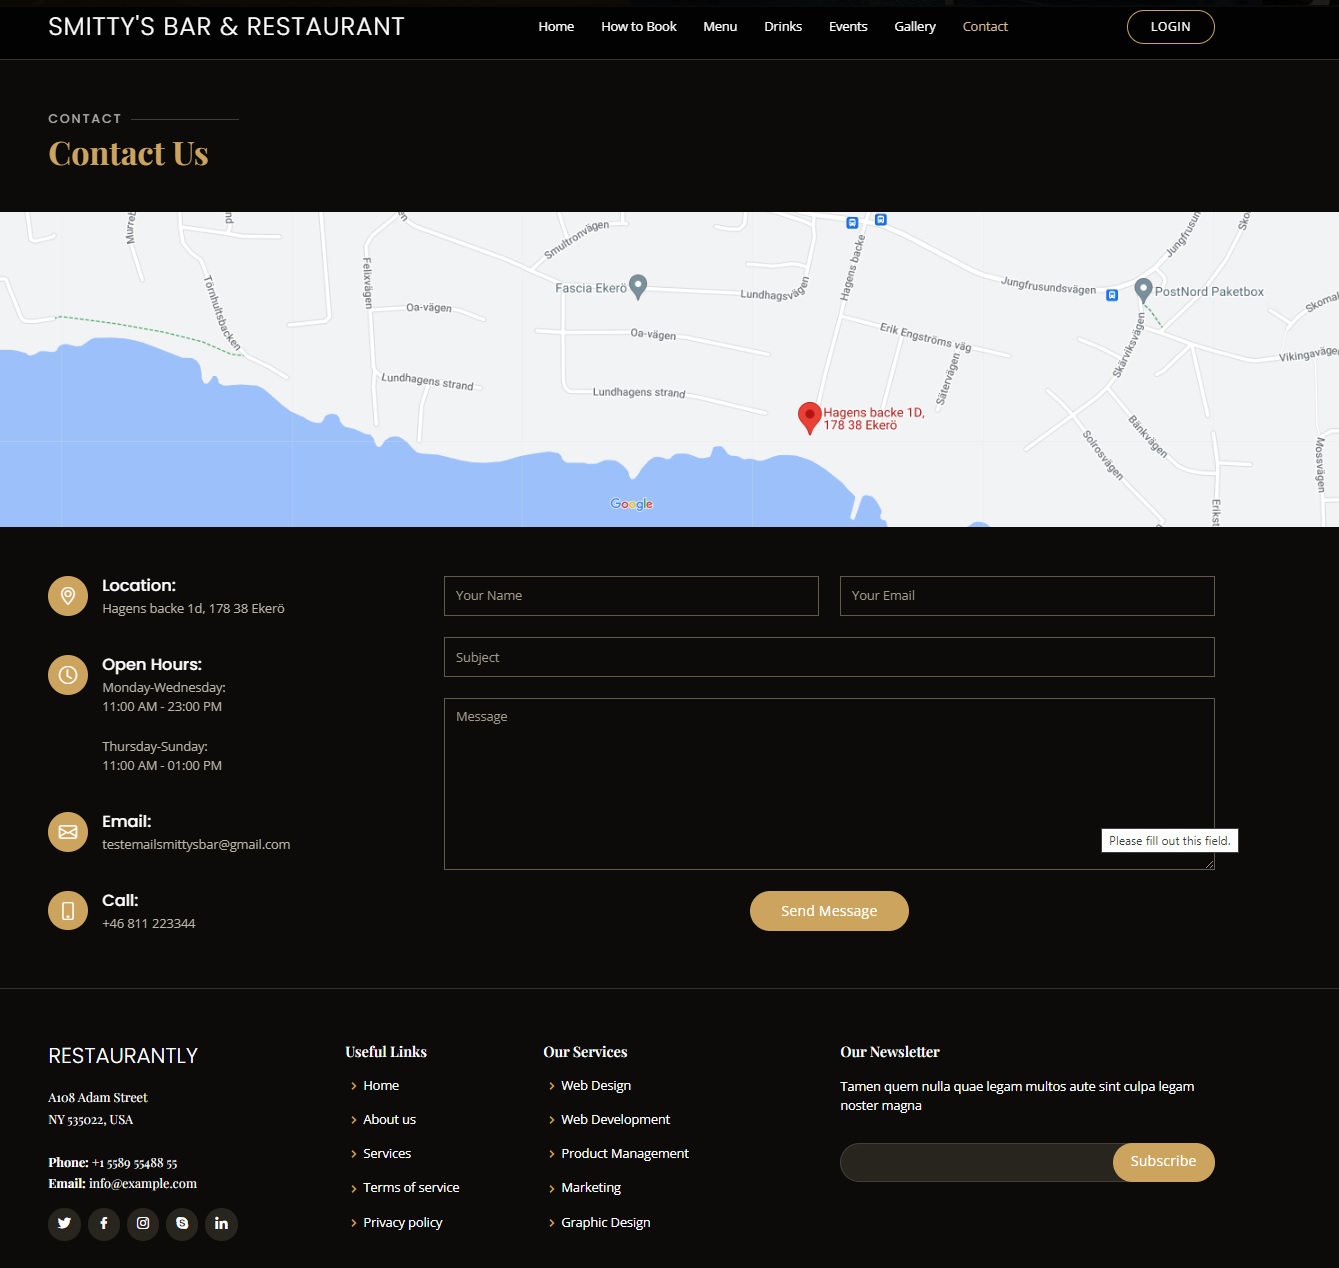 SMITTY'S BAR & RESTAURANT
Home How to Book Menu Drinks Events Gallery Contact
LOGIN
CONTACT
Contact Us
Törnhultsbacken
Felixvägen
Smultronvägen
Fascia Ekerö
Lundhagsvägen
Hagens backe
Jungfrusundsvägen
PostNord Paketbox
Oa-vägen
Oa-vägen
Erik Engströms väg
Sätervägen
Skärviksvägen
Lundhagens strand
Lundhagens strand
Hagens backe 1D,
178 38 Ekerö
Bänkvägen
Solrosvägen
Mossvägen
Google
Location:
Hagens backe 1d, 178 38 Ekerö
Open Hours:
Monday-Wednesday:
11:00 AM - 23:00 PM
Thursday-Sunday:
11:00 AM - 01:00 PM
Email:
testemailsmittysbar@gmail.com
Call:
+46 811 223344
Your Name
Your Email
Subject
Message
Please fill out this field.
Send Message
RESTAURANTLY
A108 Adam Street
NY 535022, USA
Phone: +1 5589 55488 55
Email: info@example.com
Useful Links
Home
About us
Services
Terms of service
Privacy policy
Our Services
Web Design
Web Development
Product Management
Marketing
Graphic Design
Our Newsletter
Tamen quem nulla quae legam multos aute sint culpa legam
noster magna
Subscribe